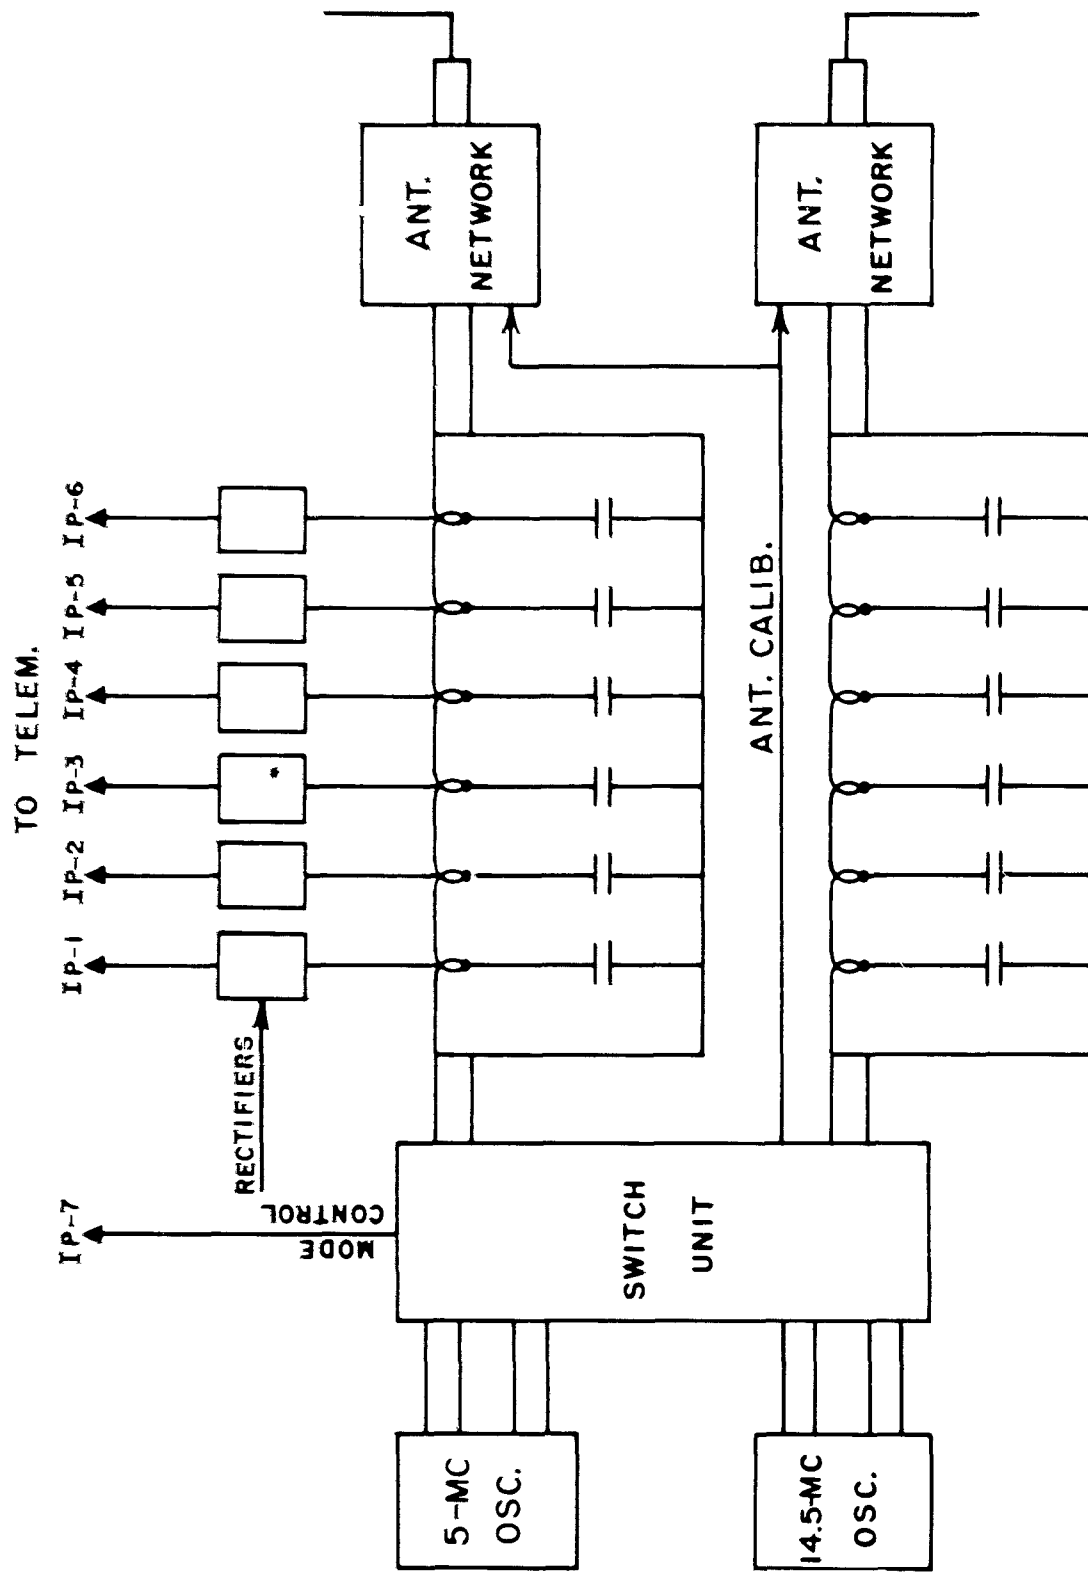 TO TELEM.
IP-7
IP-1
IP-2
IP-3
IP-4
IP-5
IP-6
RECTIFIERS
*
MODE
CONTROL
5-MC
OSC.
14.5-MC
OSC.
SWITCH
UNIT
ANT. CALIB.
ANT.
NETWORK
ANT.
NETWORK